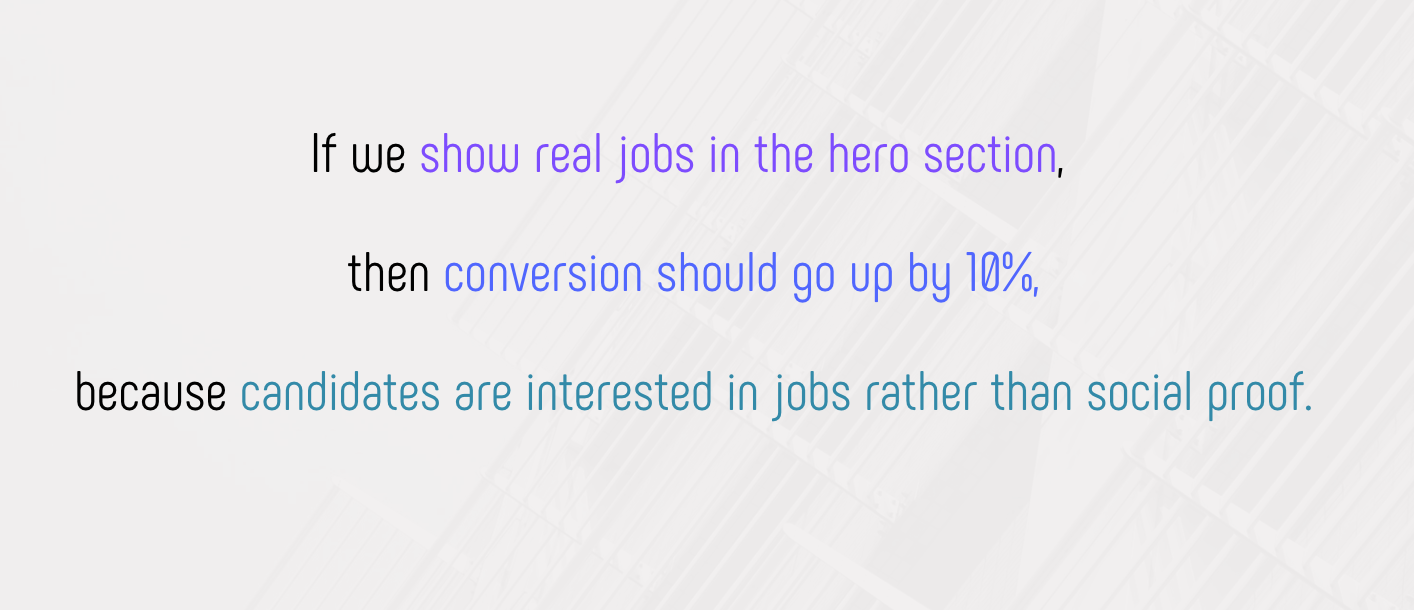 If we show real jobs in the hero section,
then conversion should go up by 10%,
because candidates are interested in jobs rather than social proof.